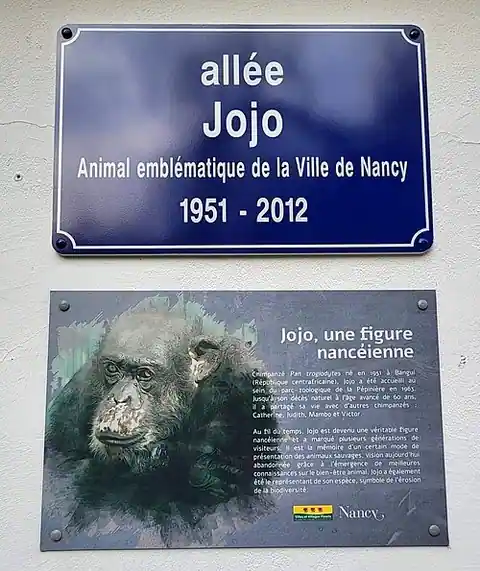 allée
Jojo
Animal emblématique de la Ville de Nancy
1951 - 2012
Jojo, une figure
nancéienne
Chimpanzé Pan troglodytes né en 1951 à Bangui
(République centrafricaine), Jojo a été accueilli au
sein du parc zoologique de la Pépinière en 1963.
Jusqu'à son décès naturel à l'âge avancé de 60 ans,
il a partagé sa vie avec d'autres chimpanzés :
Catherine, Judith, Mambo et Victor.
Au fil du temps, Jojo est devenu une véritable figure
nancéienne et a marqué plusieurs générations de
visiteurs. Il est la mémoire d'un certain mode de
présentation des animaux sauvages, vision aujourd'hui
abandonnée grâce à l'émergence de meilleures
connaissances sur le bien-être animal. Jojo a également
été le représentant de son espèce, symbole de l'érosion
de la biodiversité.
Villes et Villages Fleuris
Nancy